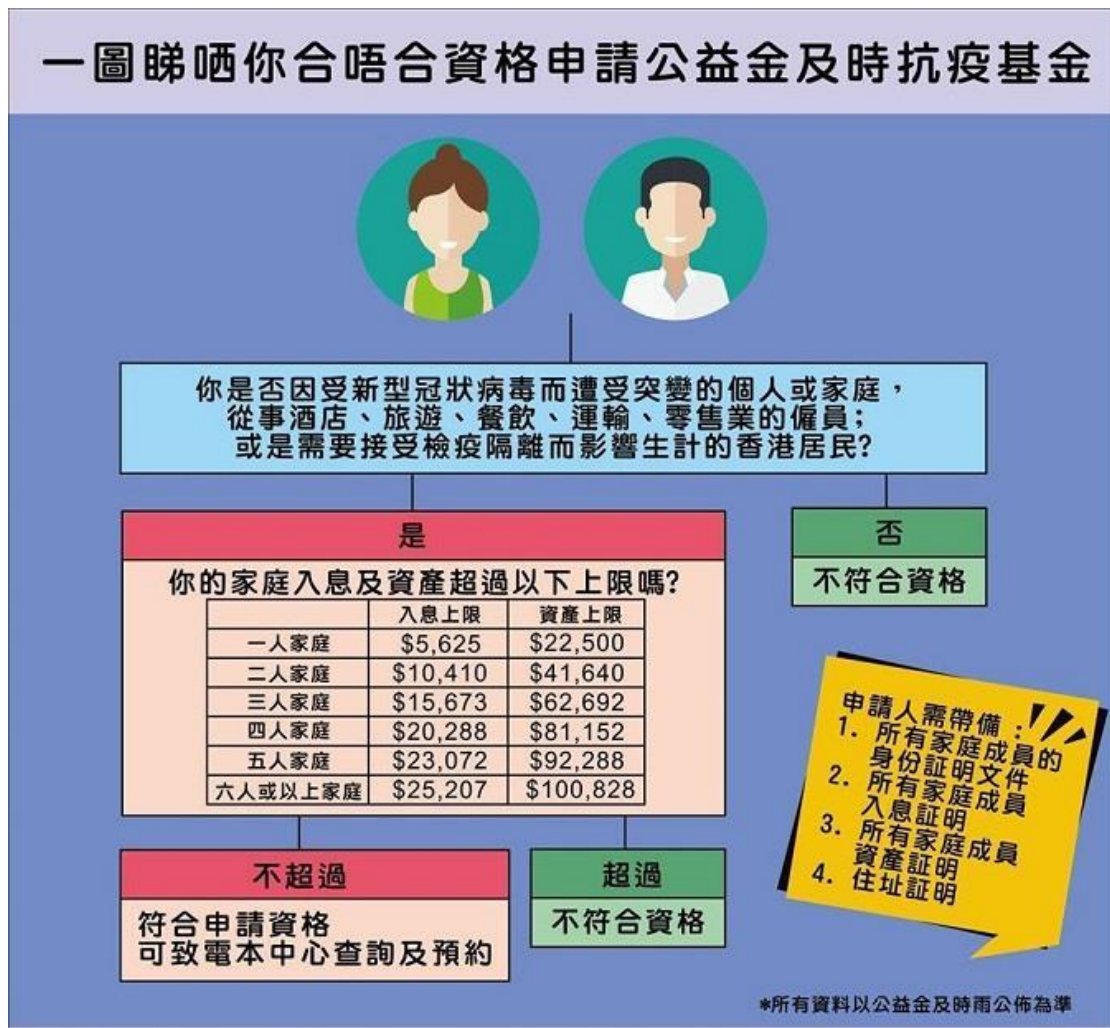 一圖睇哂你合唔合資格申請公益金及時抗疫基金
你是否因受新型冠狀病毒而遭受突變的個人或家庭，
從事酒店、旅遊、餐飲、運輸、零售業的僱員；
或是需要接受檢疫隔離而影響生計的香港居民?
是
你的家庭入息及資產超過以下上限嗎?
入息上限 資產上限
一人家庭 $5,625 $22,500
二人家庭 $10,410 $41,640
三人家庭 $15,673 $62,692
四人家庭 $20,288 $81,152
五人家庭 $23,072 $92,288
六人或以上家庭 $25,207 $100,828
否
不符合資格
不超過
符合申請資格
可致電本中心查詢及預約
超過
不符合資格
申請人需帶備：
1. 所有家庭成員的
身份証明文件
2. 所有家庭成員
入息証明
3. 所有家庭成員
資產証明
4. 住址証明
*所有資料以公益金及時雨公佈為準